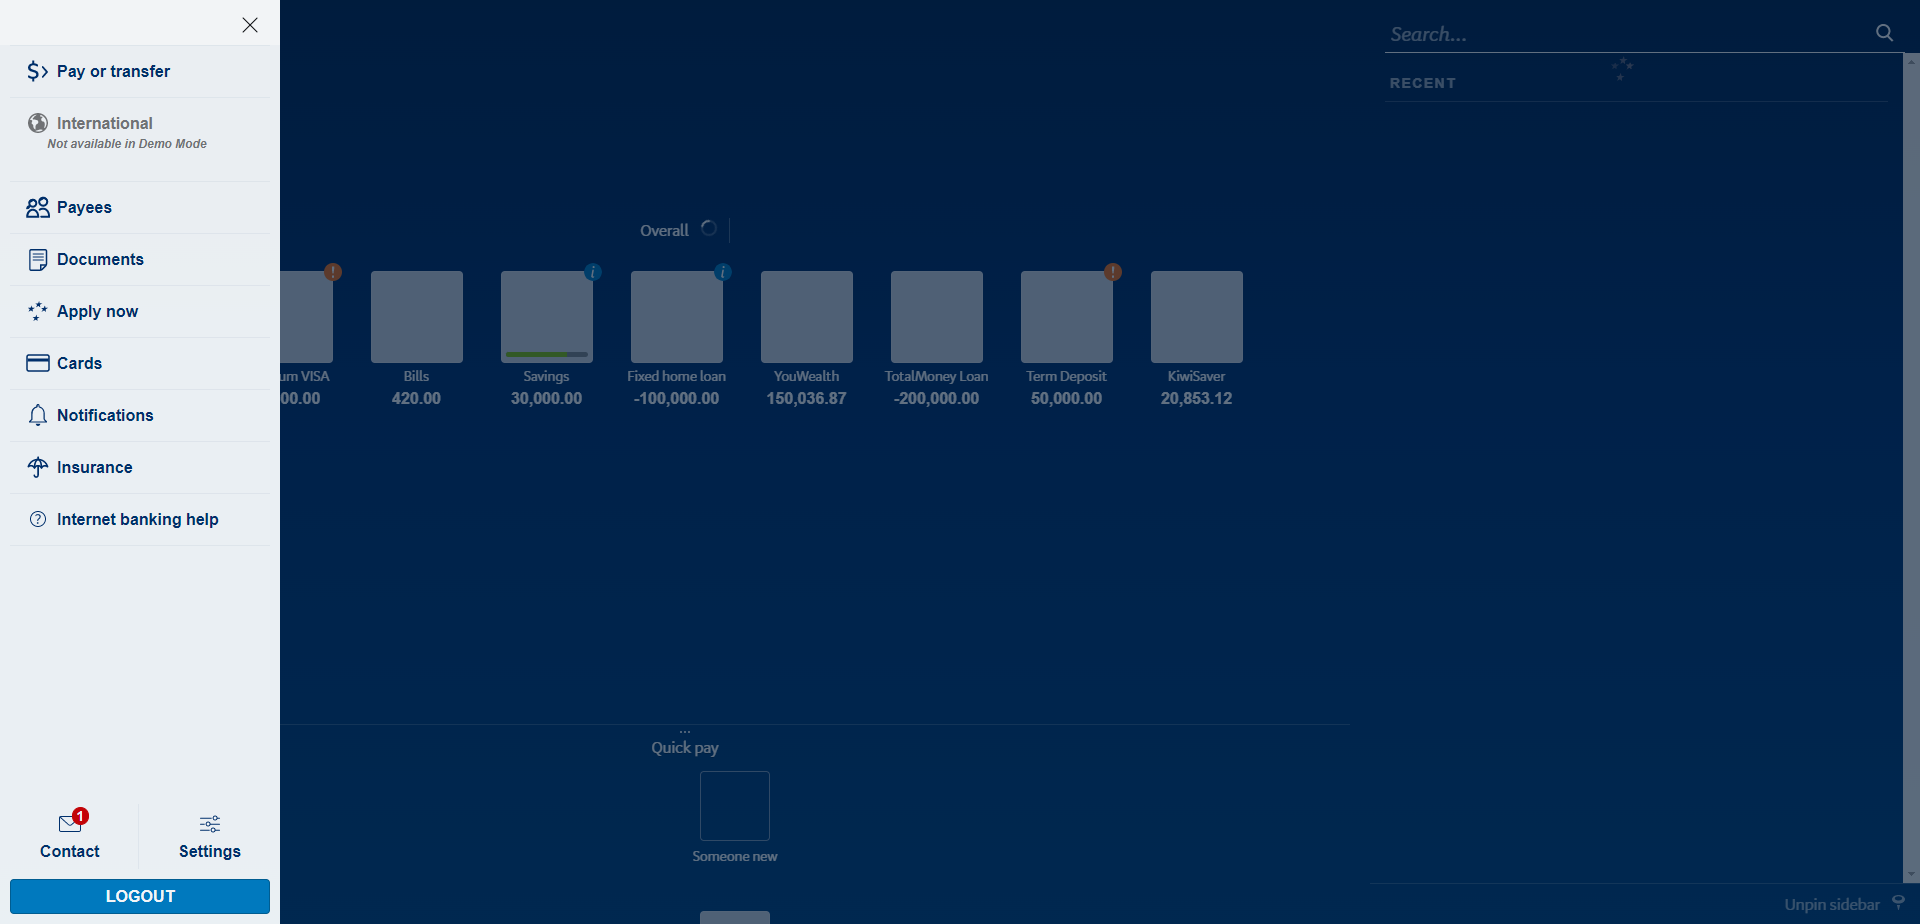 Pay or transfer
International
Not available in Demo Mode
Payees
Documents
Apply now
Cards
Notifications
Insurance
Internet banking help
1
Contact
Settings
LOGOUT
Overall
! i i !
um VISA Bills Savings Fixed home loan YouWealth TotalMoney Loan Term Deposit KiwiSaver
00.00 420.00 30,000.00 -100,000.00 150,036.87 -200,000.00 50,000.00 20,853.12
...
Quick pay
Someone new
Search...
RECENT
Unpin sidebar